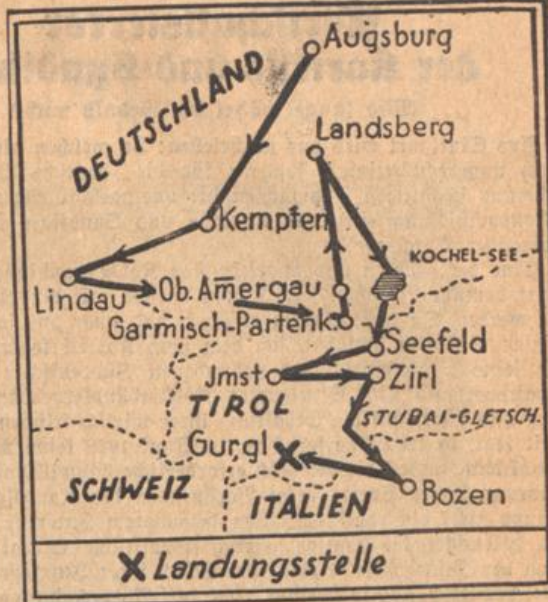 Augsburg
DEUTSCHLAND
Landsberg
Kempten
KOCHEL-SEE
Lindau
Ob. Amergau
Garmisch-Partenk.
Seefeld
Jmst
Zirl
TIROL
STUBAI-GLETSCH.
Gurgl
SCHWEIZ
ITALIEN
Bozen
X Landungsstelle